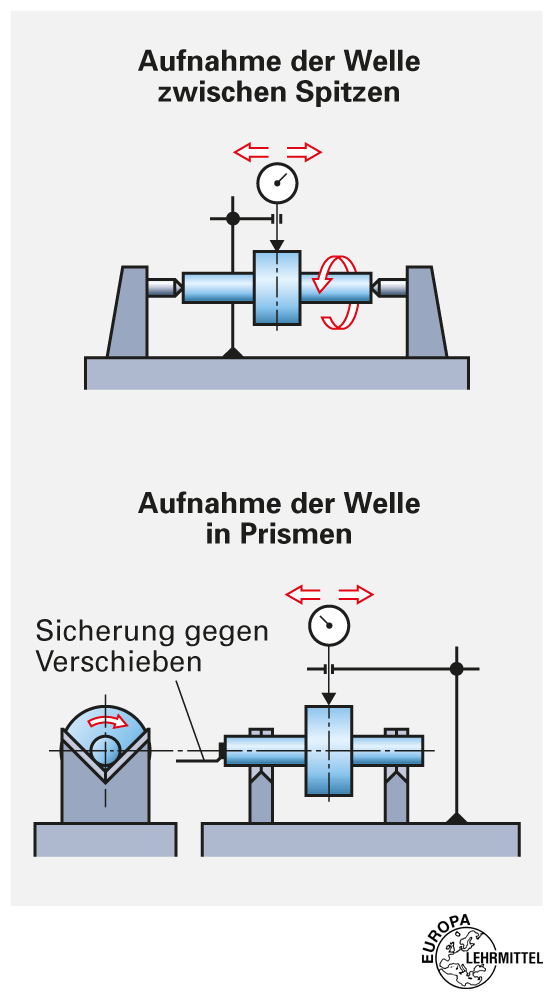 Aufnahme der Welle
zwischen Spitzen
Aufnahme der Welle
in Prismen
Sicherung gegen
Verschieben
EUROPA
LEHRMITTEL